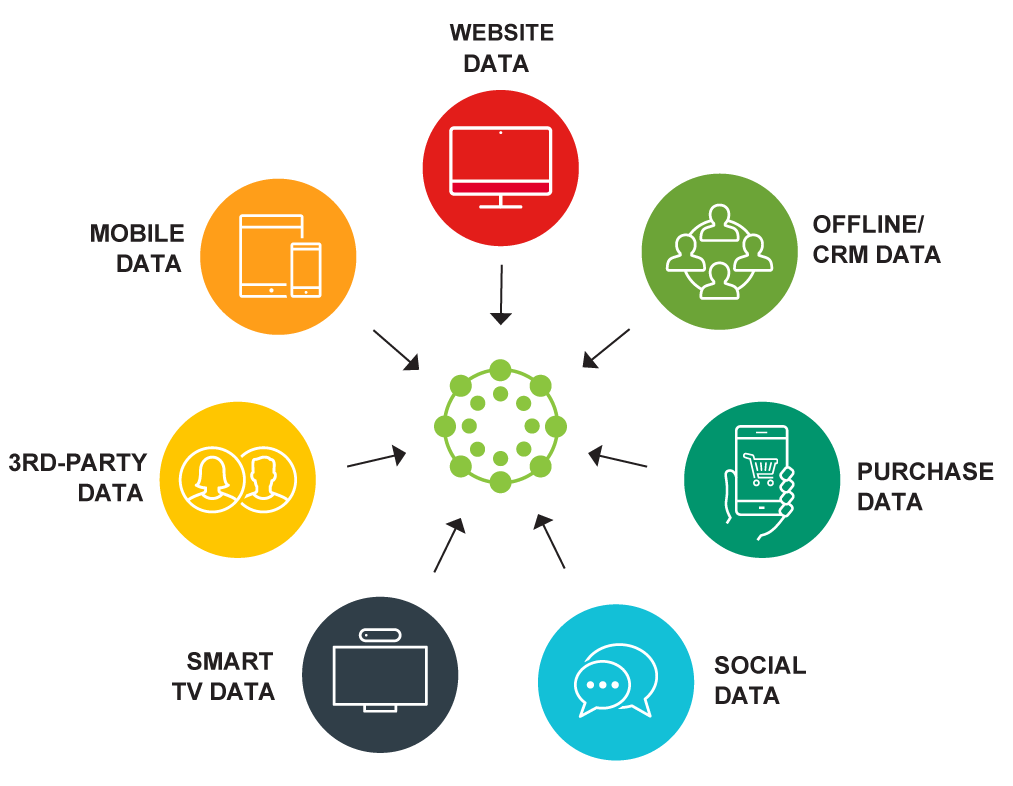 WEBSITE
DATA
MOBILE
DATA
OFFLINE/
CRM DATA
3RD-PARTY
DATA
PURCHASE
DATA
SMART
TV DATA
SOCIAL
DATA